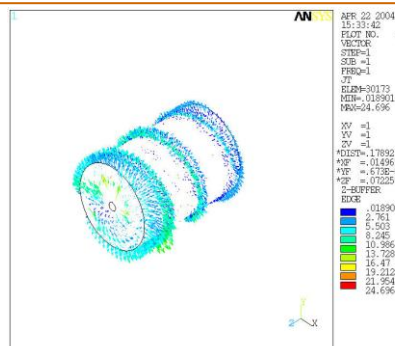 1
ANSYS
APR 22 2004
15:33:42
PLOT NO.
VECTOR
STEP=1
SUB =1
FREQ=1
JT
ELEM=30173
MIN=.018901
MAX=24.696
XV =1
YV =1
ZV =1
*DIST=.17892
*XF =.01496
*YF =.673E-
*ZF =.07225
Z-BUFFER
EDGE
.01890
2.761
5.503
8.245
10.986
13.728
16.47
19.212
21.954
24.696
Y
Z X